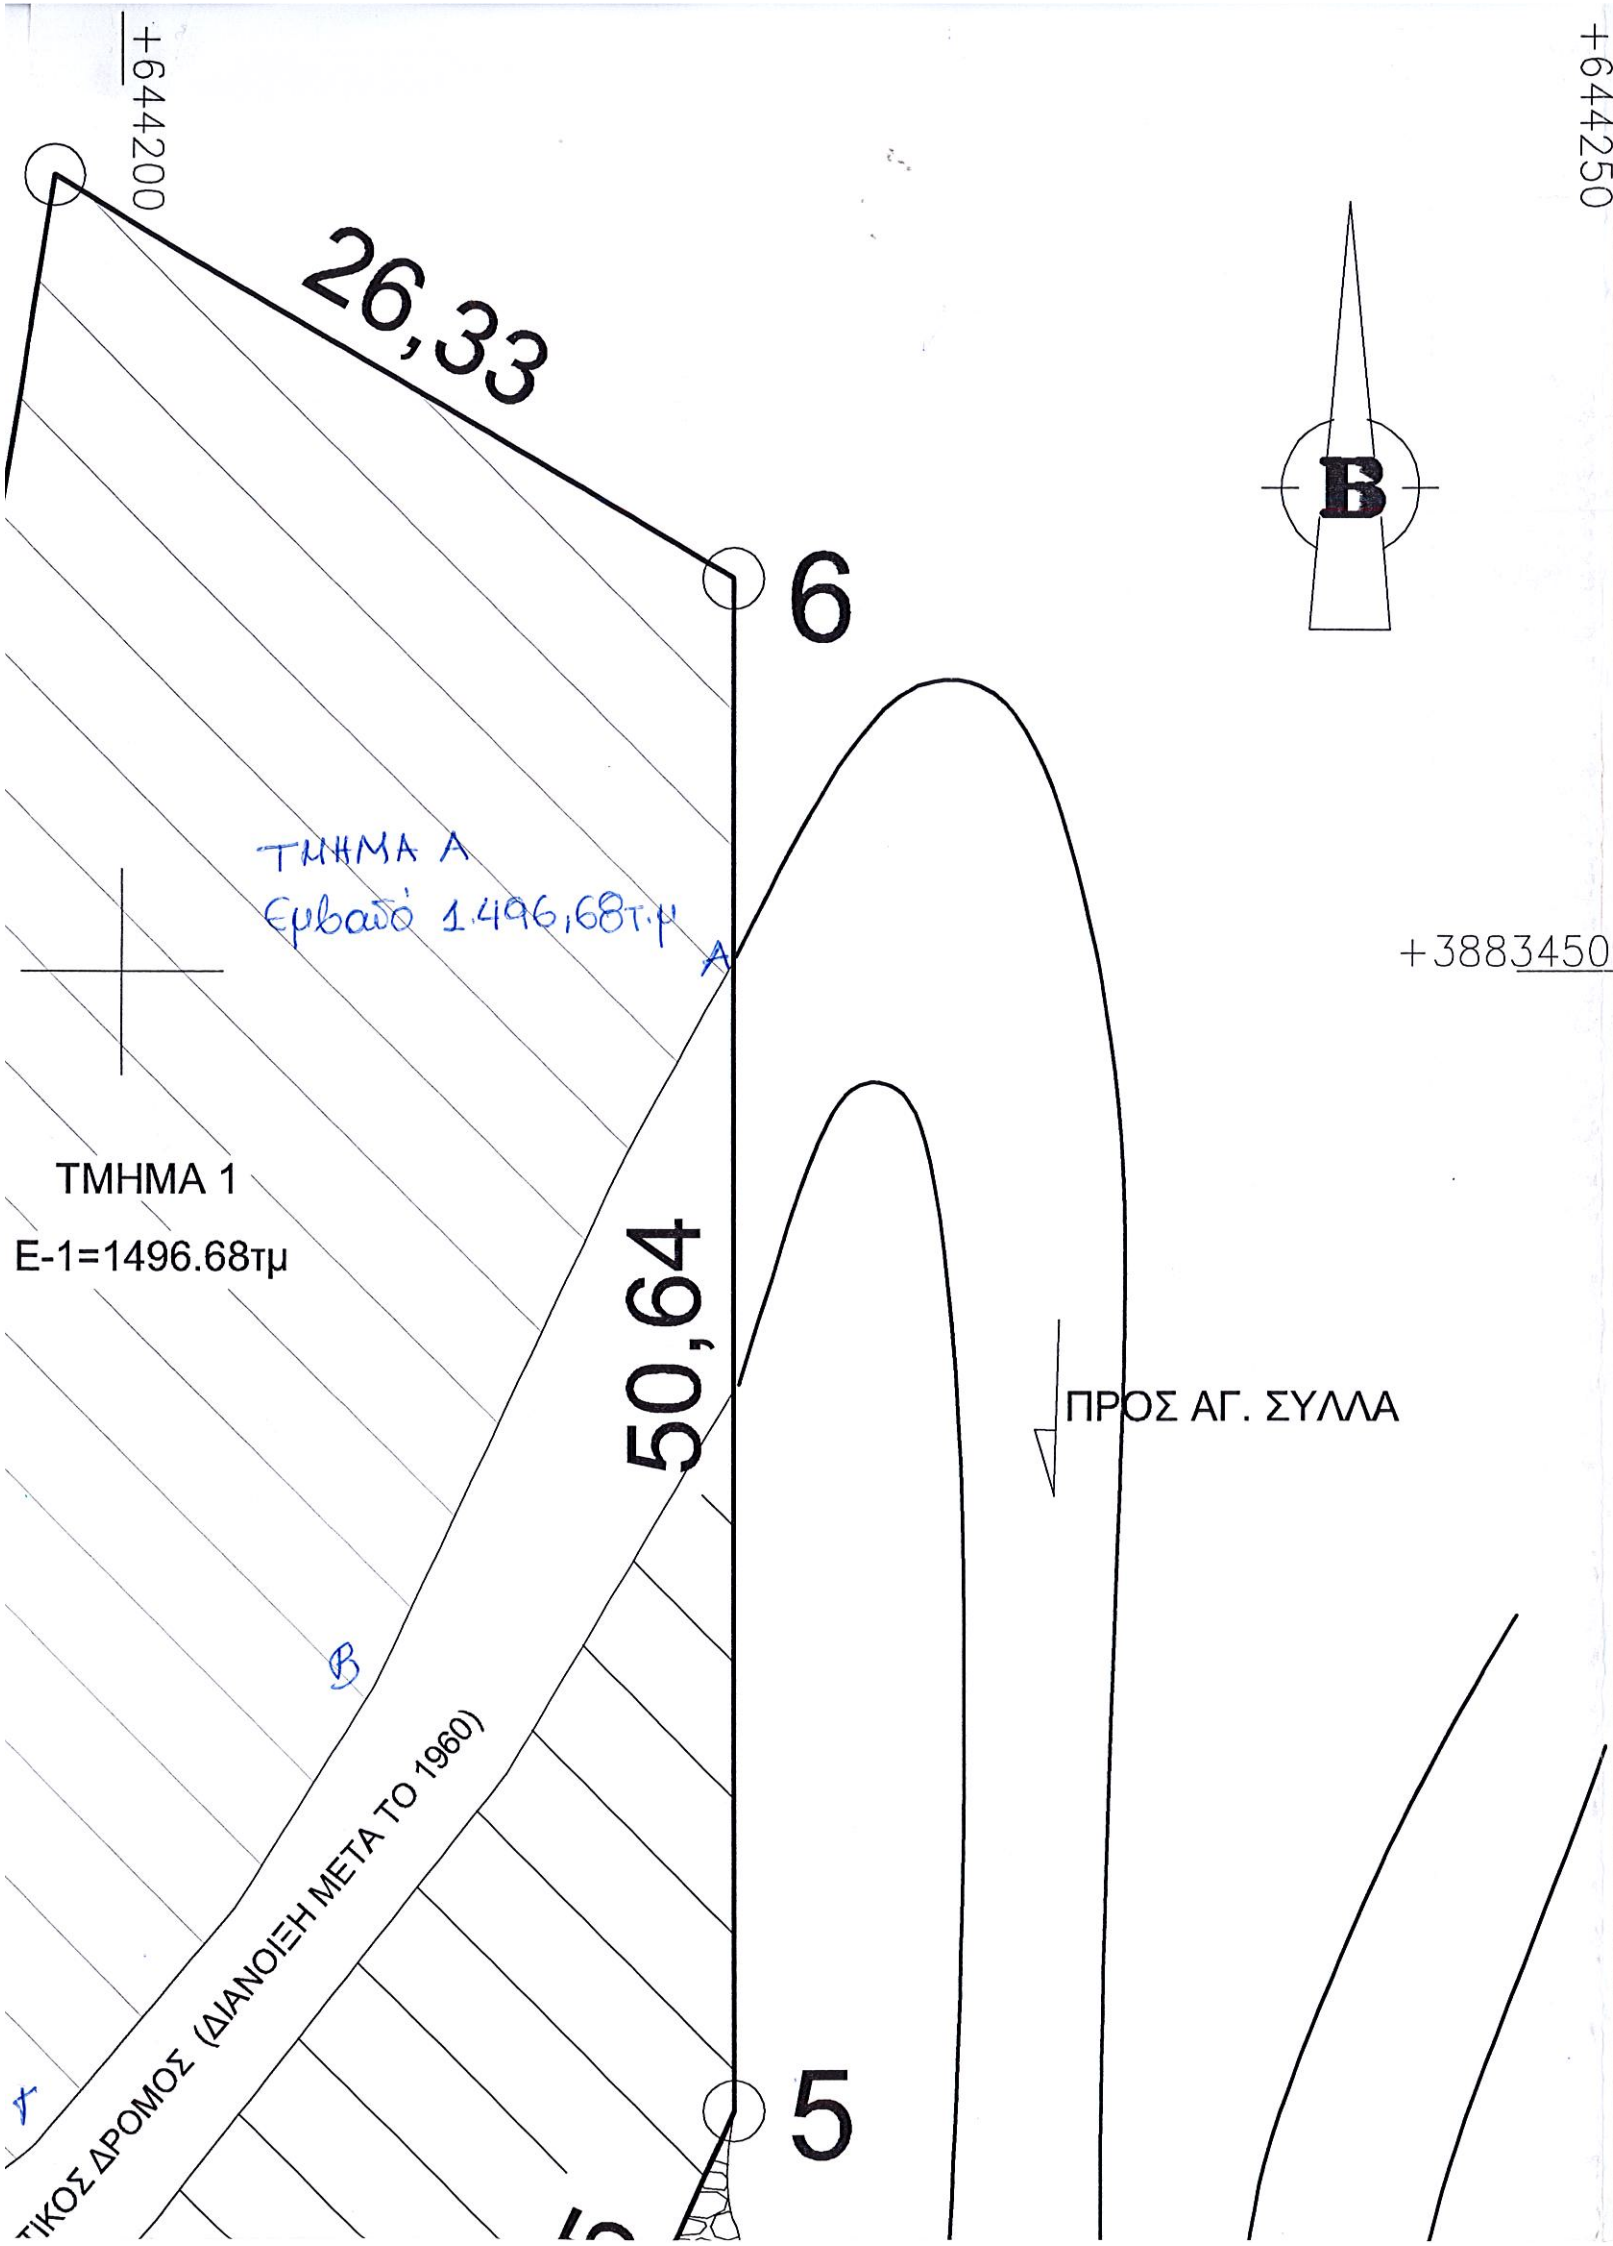 +644200
+644250
26,33
B
6
ΤΜΗΜΑ Α
Εμβαδό 1.496,68τ.μ
A
+3883450
ΤΜΗΜΑ 1
Ε-1=1496.68τμ
50,64
ΠΡΟΣ ΑΓ. ΣΥΛΛΑ
B
ΤΙΚΟΣ ΔΡΟΜΟΣ (ΔΙΑΝΟΙΞΗ ΜΕΤΑ ΤΟ 1960)
γ
5